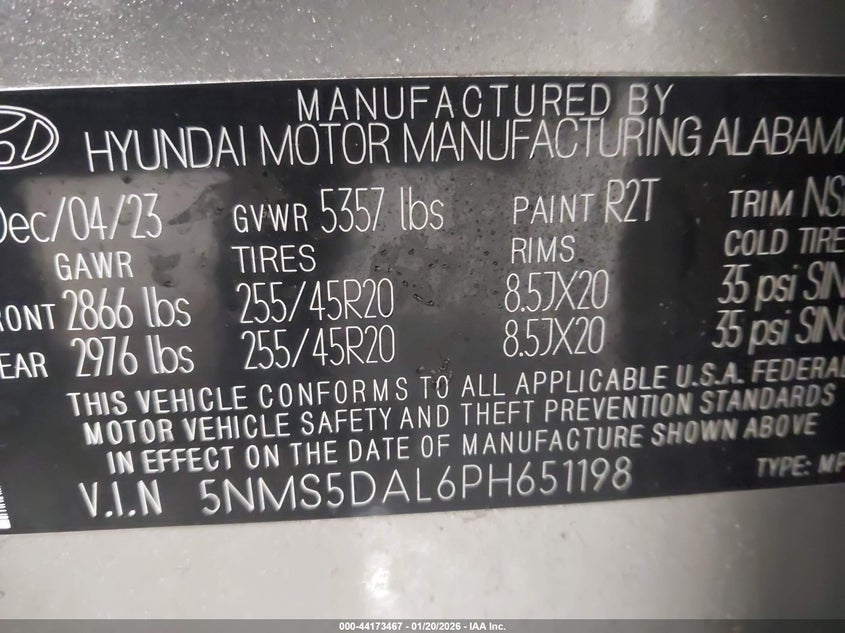 MANUFACTURED BY
HYUNDAI MOTOR MANUFACTURING ALABAMA
Dec/04/23 GVWR 5357 lbs PAINT R2T TRIM NS
GAWR TIRES RIMS COLD TIRE
RONT 2866 lbs 255/45R20 8.5JX20 35 psi SIN
EAR 2976 lbs 255/45R20 8.5JX20 35 psi SING
THIS VEHICLE CONFORMS TO ALL APPLICABLE U.S.A. FEDERAL
MOTOR VEHICLE SAFETY AND THEFT PREVENTION STANDARDS
IN EFFECT ON THE DATE OF MANUFACTURE SHOWN ABOVE
V.I.N 5NMS5DAL6PH651198 TYPE: MP
000-44173467 - 01/20/2026 - IAA Inc.